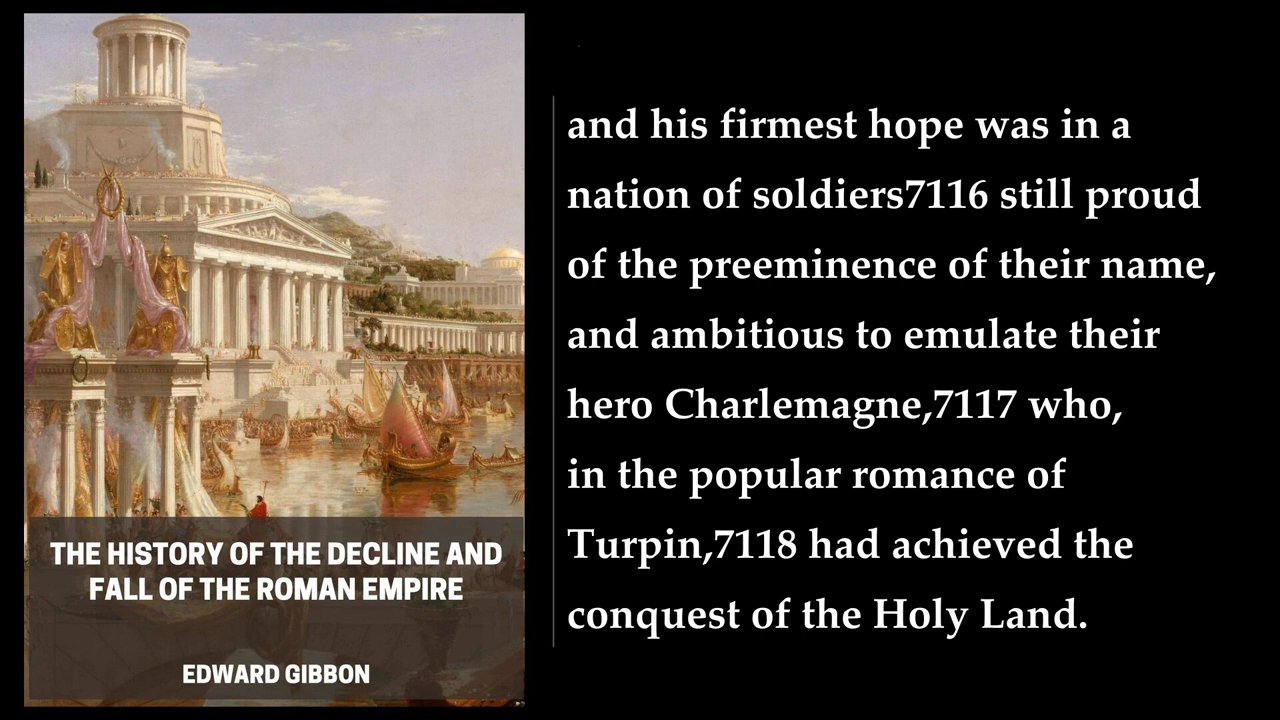 THE HISTORY OF THE DECLINE AND
FALL OF THE ROMAN EMPIRE
EDWARD GIBBON
and his firmest hope was in a
nation of soldiers7116 still proud
of the preeminence of their name,
and ambitious to emulate their
hero Charlemagne,7117 who,
in the popular romance of
Turpin,7118 had achieved the
conquest of the Holy Land.